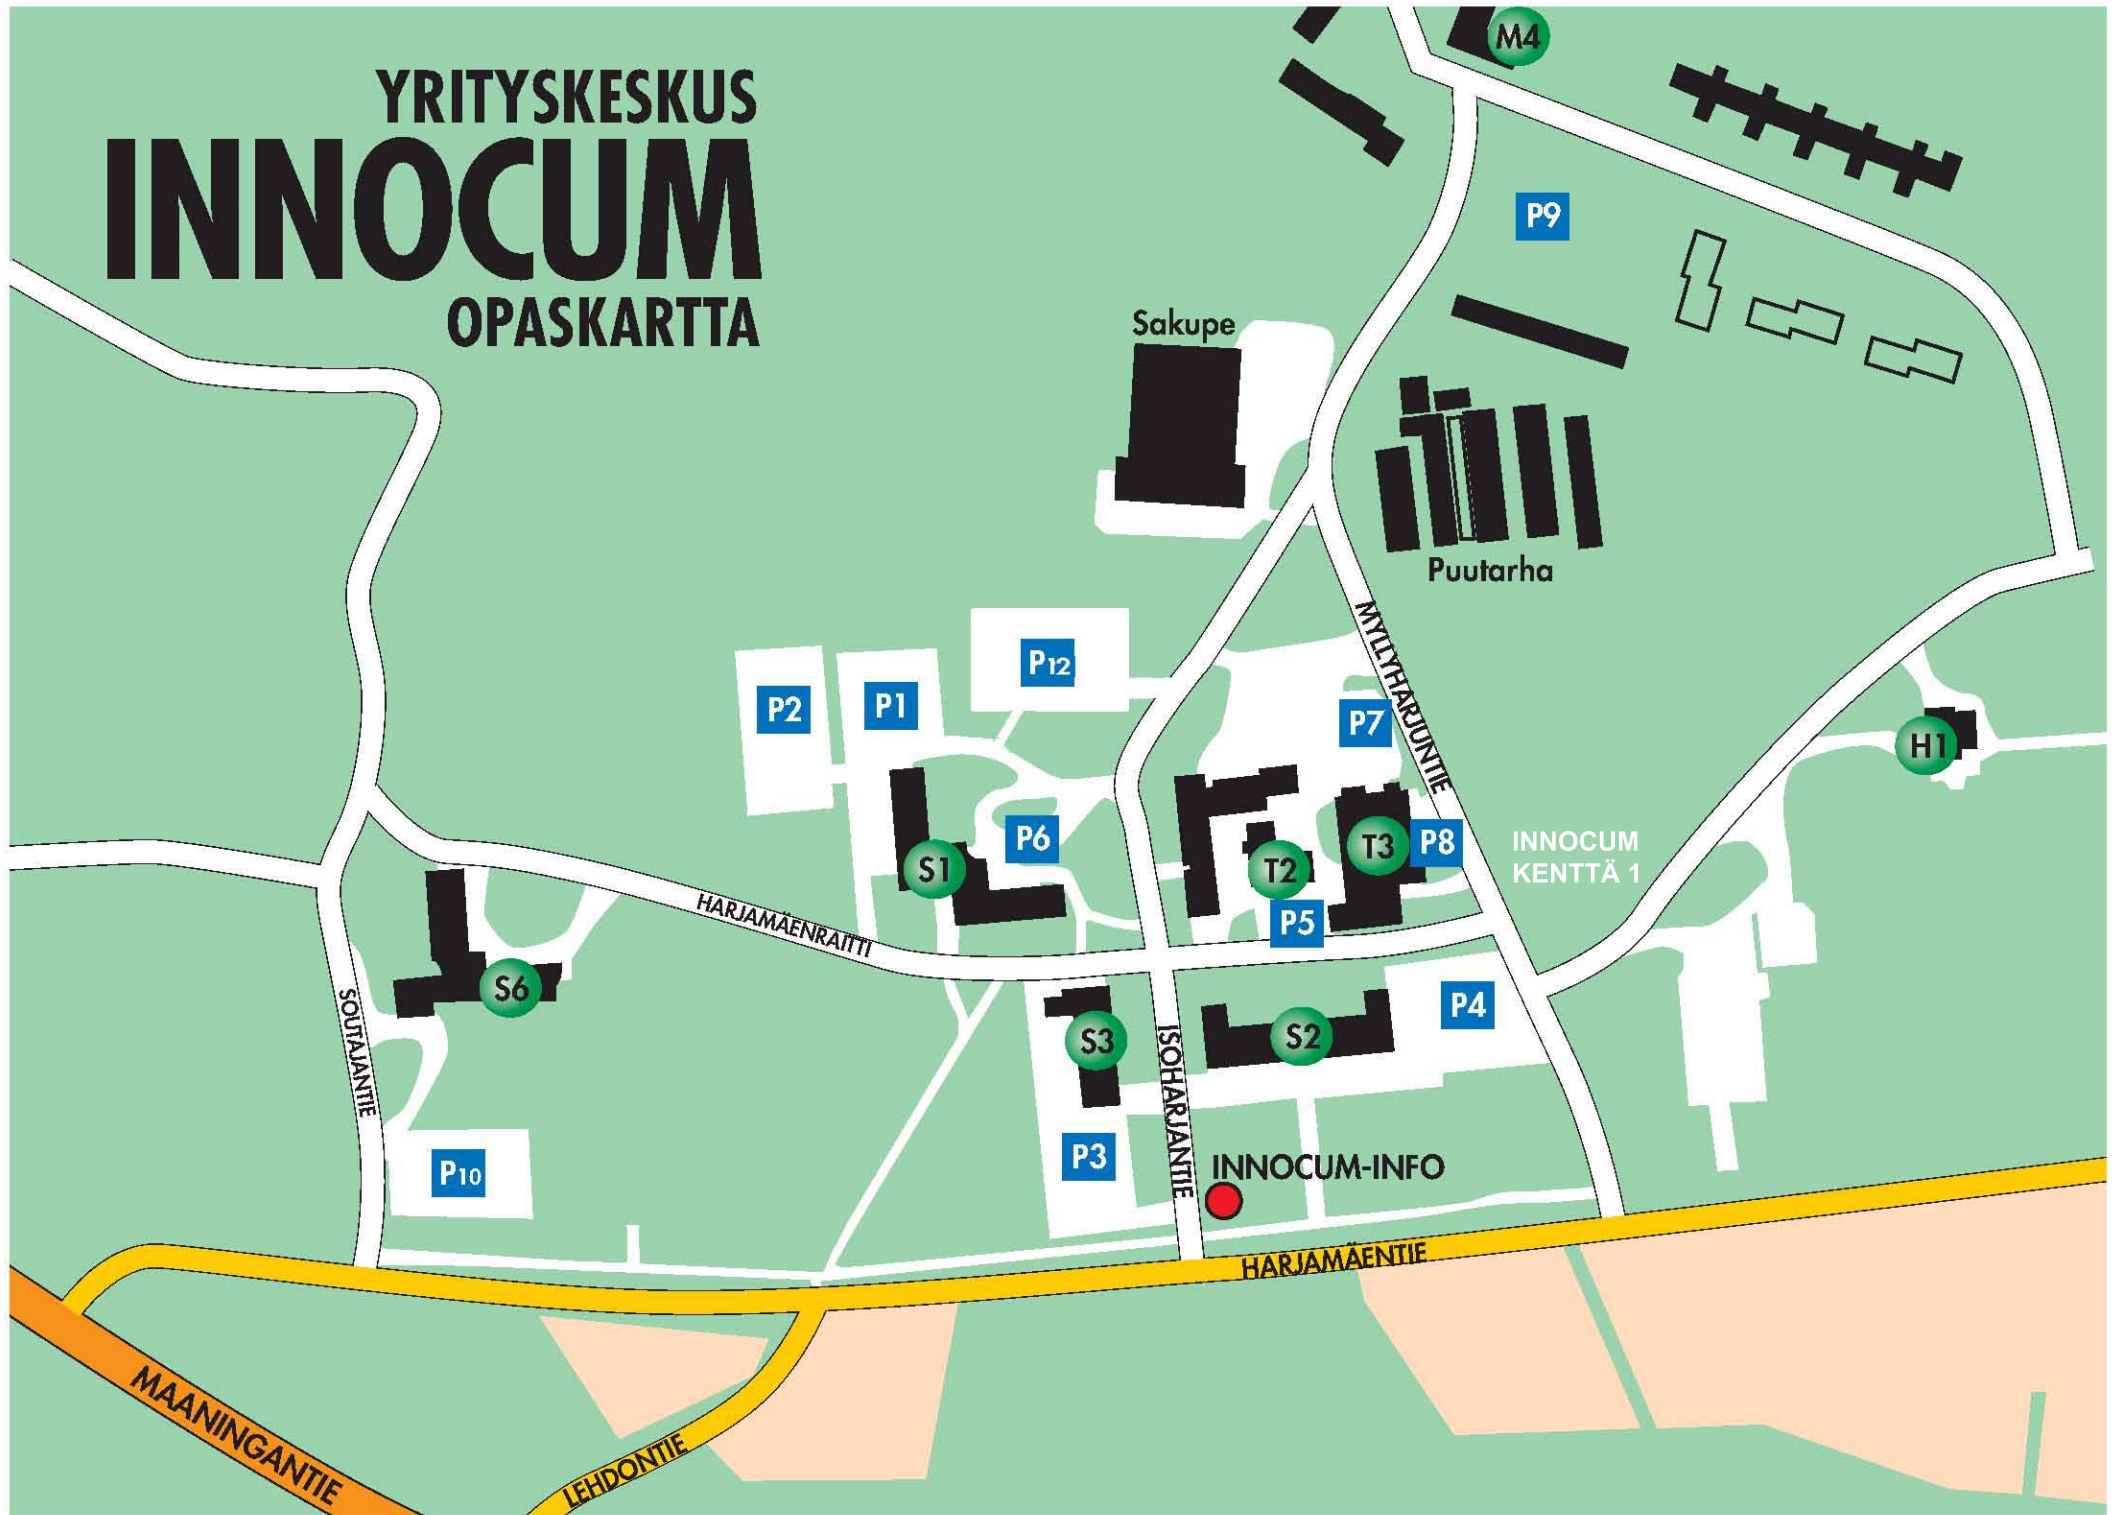 YRITYSKESKUS
INNOCUM
OPASKARTTA
M4
P9
Sakupe
Puutarha
MYLLYHARJUNTIE
P12
P2
P1
P7
H1
P6
P8
INNOCUM
KENTTÄ 1
S1
T2
T3
P5
HARJAMÄENRAITTI
S6
SOUTAJANTIE
S3
ISOHARJANTIE
S2
P4
P3
P10
INNOCUM-INFO
HARJAMÄENTIE
MAANINGANTIE
LEHDONTIE